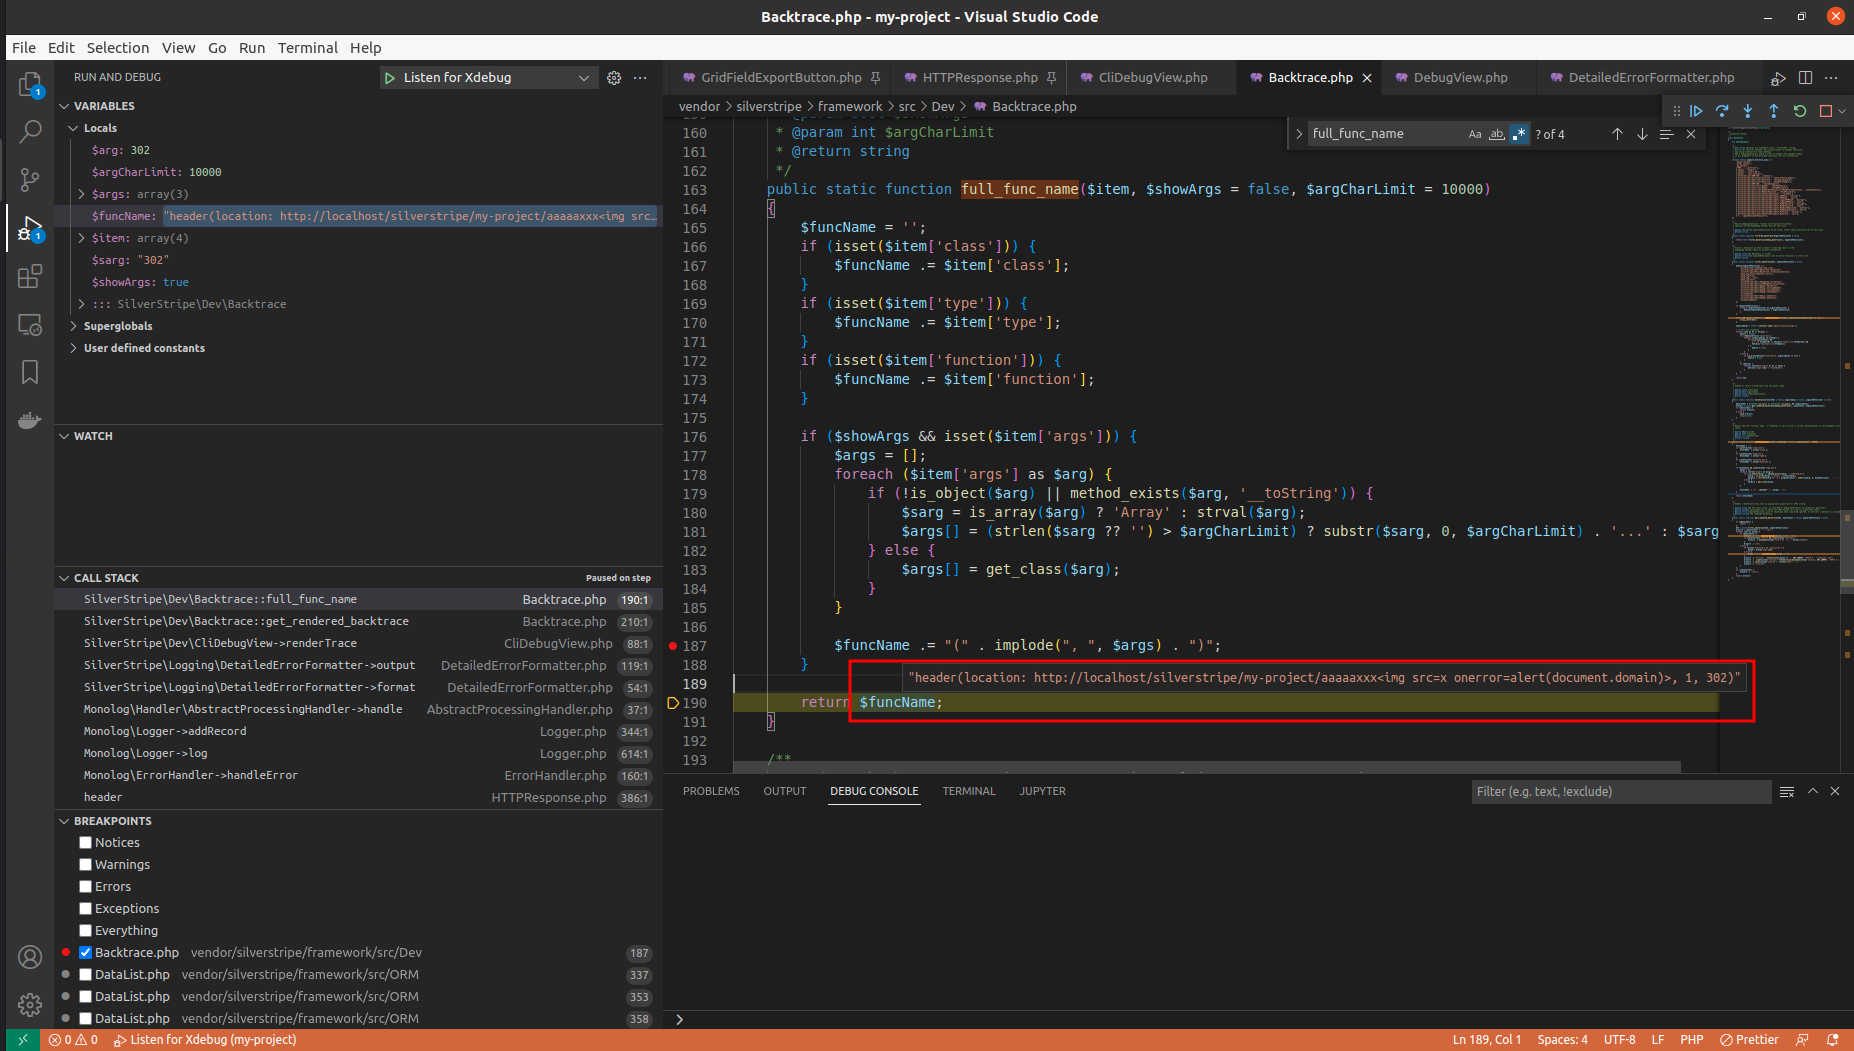 Backtrace.php - my-project - Visual Studio Code
File Edit Selection View Go Run Terminal Help
RUN AND DEBUG
Listen for Xdebug
VARIABLES
Locals
$arg: 302
$argCharLimit: 10000
$args: array(3)
$funcName: "header(location: http://localhost/silverstripe/my-project/aaaaaxxx<img src…
$item: array(4)
$sarg: "302"
$showArgs: true
::: SilverStripe\Dev\Backtrace
Superglobals
User defined constants
WATCH
CALL STACK Paused on step
SilverStripe\Dev\Backtrace::full_func_name Backtrace.php 190:1
SilverStripe\Dev\Backtrace::get_rendered_backtrace Backtrace.php 210:1
SilverStripe\Dev\CliDebugView->renderTrace CliDebugView.php 88:1
SilverStripe\Logging\DetailedErrorFormatter->output DetailedErrorFormatter.php 119:1
SilverStripe\Logging\DetailedErrorFormatter->format DetailedErrorFormatter.php 54:1
Monolog\Handler\AbstractProcessingHandler->handle AbstractProcessingHandler.php 37:1
Monolog\Logger->addRecord Logger.php 344:1
Monolog\Logger->log Logger.php 614:1
Monolog\ErrorHandler->handleError ErrorHandler.php 160:1
header HTTPResponse.php 386:1
BREAKPOINTS
Notices
Warnings
Errors
Exceptions
Everything
Backtrace.php vendor/silverstripe/framework/src/Dev 187
DataList.php vendor/silverstripe/framework/src/ORM 337
DataList.php vendor/silverstripe/framework/src/ORM 353
DataList.php vendor/silverstripe/framework/src/ORM 358
GridFieldExportButton.php HTTPResponse.php CliDebugView.php Backtrace.php DebugView.php DetailedErrorFormatter.php
vendor > silverstripe > framework > src > Dev > Backtrace.php
full_func_name Aa ab .* ? of 4
160 * @param int $argCharLimit
161 * @return string
162 */
163 public static function full_func_name($item, $showArgs = false, $argCharLimit = 10000)
164 {
165 $funcName = '';
166 if (isset($item['class'])) {
167 $funcName .= $item['class'];
168 }
169 if (isset($item['type'])) {
170 $funcName .= $item['type'];
171 }
172 if (isset($item['function'])) {
173 $funcName .= $item['function'];
174 }
175
176 if ($showArgs && isset($item['args'])) {
177 $args = [];
178 foreach ($item['args'] as $arg) {
179 if (!is_object($arg) || method_exists($arg, '__toString')) {
180 $sarg = is_array($arg) ? 'Array' : strval($arg);
181 $args[] = (strlen($sarg ?? '') > $argCharLimit) ? substr($sarg, 0, $argCharLimit) . '...' : $sarg
182 } else {
183 $args[] = get_class($arg);
184 }
185 }
186
187 $funcName .= "(" . implode(", ", $args) . ")";
188 }
"header(location: http://localhost/silverstripe/my-project/aaaaaxxx<img src=x onerror=alert(document.domain)>, 1, 302)"
189
190 return $funcName;
191 }
192
193 /**
PROBLEMS OUTPUT DEBUG CONSOLE TERMINAL JUPYTER
Filter (e.g. text, !exclude)
0 0 Listen for Xdebug (my-project)
Ln 189, Col 1 Spaces: 4 UTF-8 LF PHP Prettier